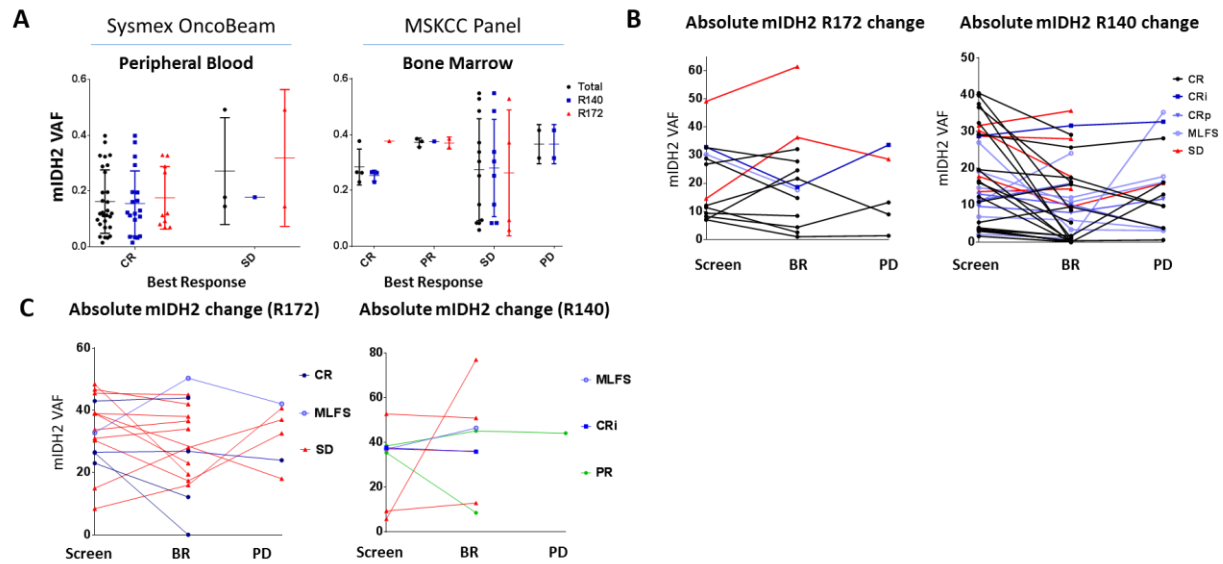 A
Sysmex OncoBeam
MSKCC Panel
Peripheral Blood
Bone Marrow
mIDH2 VAF
0.6
0.4
0.2
0.0
CR
SD
Best Response
0.6
0.4
0.2
0.0
CR
PR
SD
PD
Best Response
Total
R140
R172
B
Absolute mIDH2 R172 change
Absolute mIDH2 R140 change
mIDH2 VAF
60
50
40
30
20
10
0
Screen
BR
PD
mIDH2 VAF
50
40
30
20
10
0
Screen
BR
PD
CR
CRi
CRp
MLFS
SD
C
Absolute mIDH2 change (R172)
Absolute mIDH2 change (R140)
mIDH2 VAF
60
40
20
0
Screen
BR
PD
CR
MLFS
SD
80
60
40
20
0
Screen
BR
PD
MLFS
CRi
PR